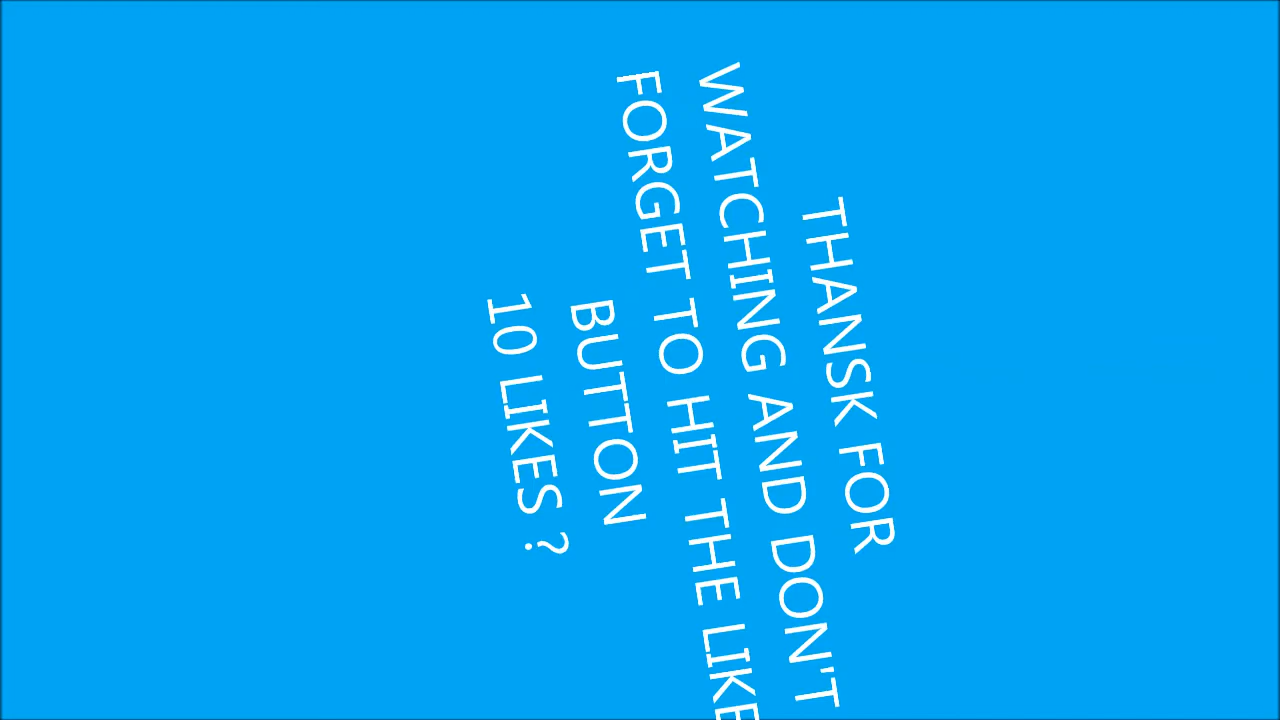 THANSK FOR
WATCHING AND DON'T
FORGET TO HIT THE LIKE
BUTTON
10 LIKES ?